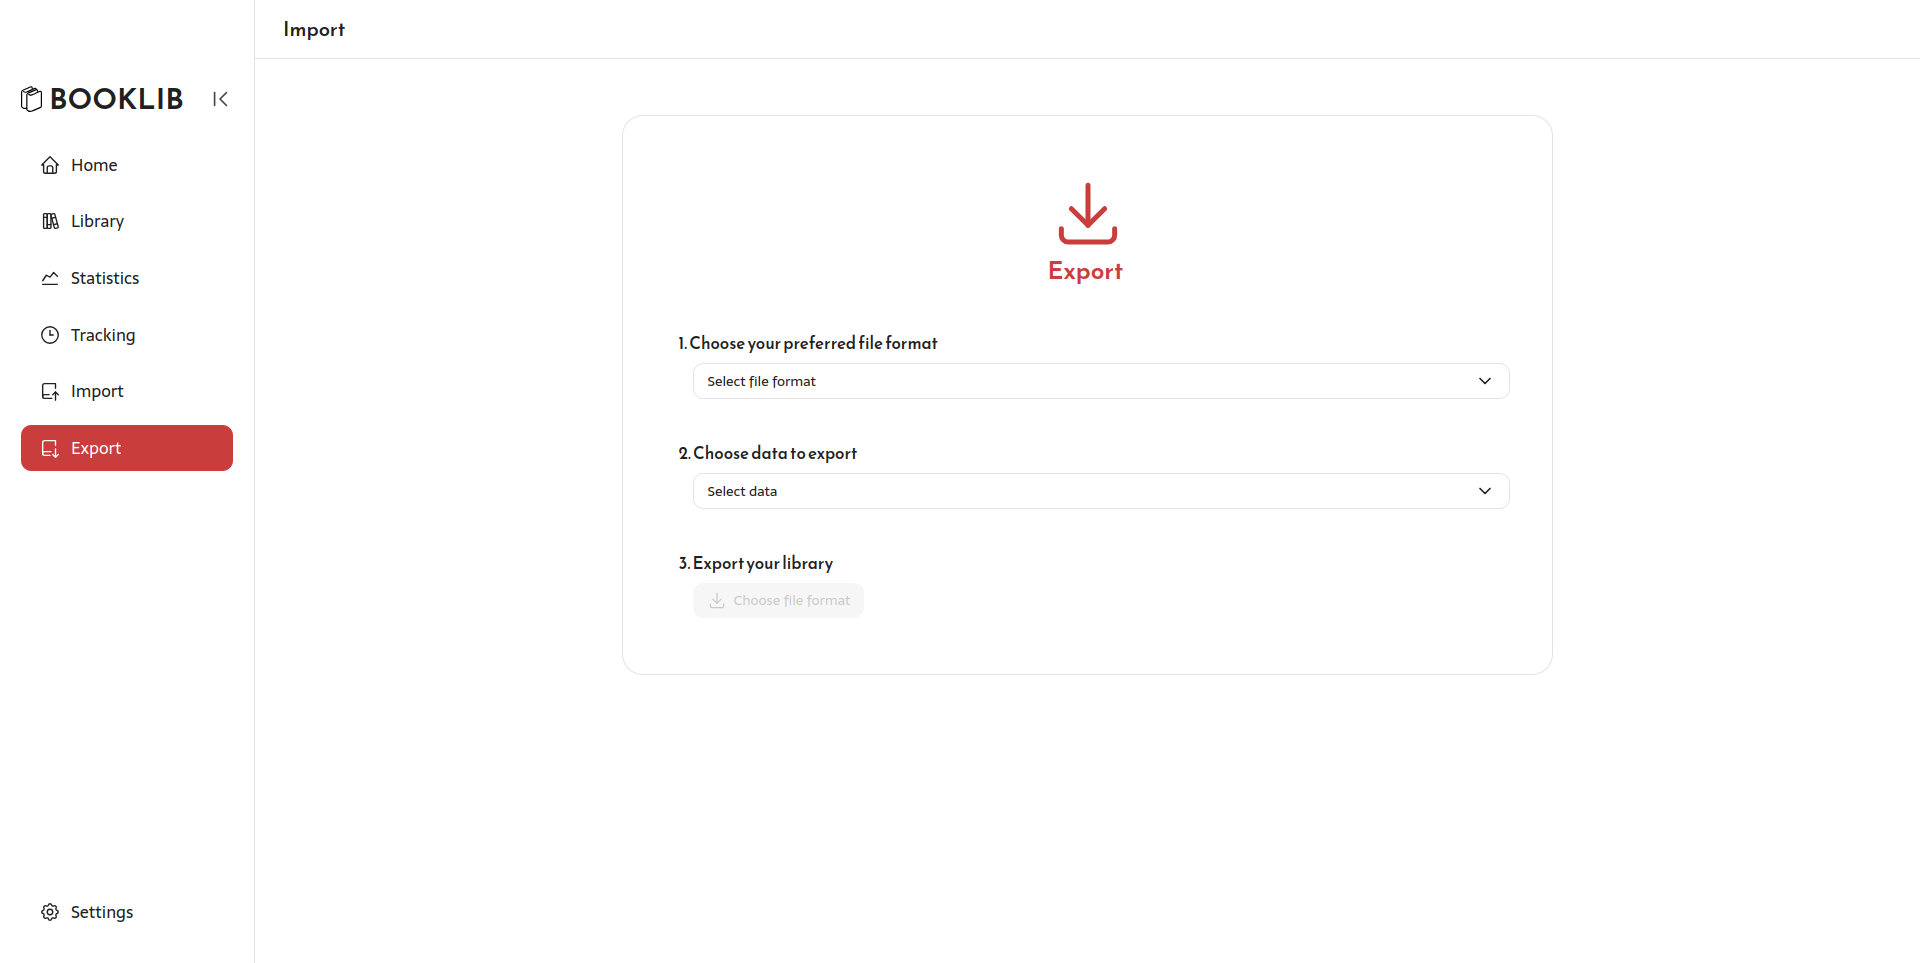 Import
BOOKLIB
Home
Library
Statistics
Tracking
Import
Export
Settings
Export
1. Choose your preferred file format
Select file format
2. Choose data to export
Select data
3. Export your library
Choose file format